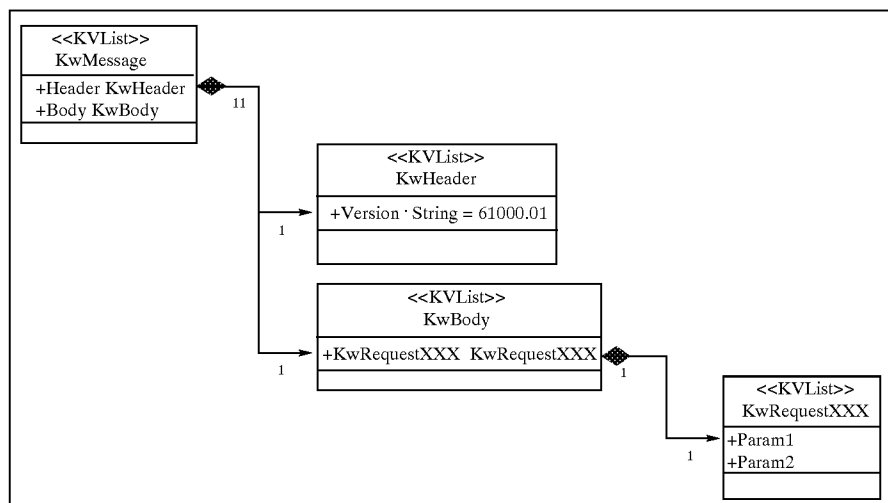 <<KVList>>
KwMessage
+Header KwHeader
+Body KwBody
11
<<KVList>>
KwHeader
+Version · String = 61000.01
1
<<KVList>>
KwBody
+KwRequestXXX KwRequestXXX
1
1
<<KVList>>
KwRequestXXX
+Param1
+Param2
1